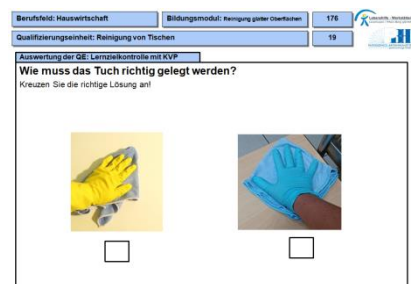 Berufsfeld: Hauswirtschaft
Bildungsmodul: Reinigung glatter Oberflächen
176
Qualifizierungseinheit: Reinigung von Tischen
19
Auswertung der QE: Lernzielkontrolle mit KVP
Wie muss das Tuch richtig gelegt werden?
Kreuzen Sie die richtige Lösung an!